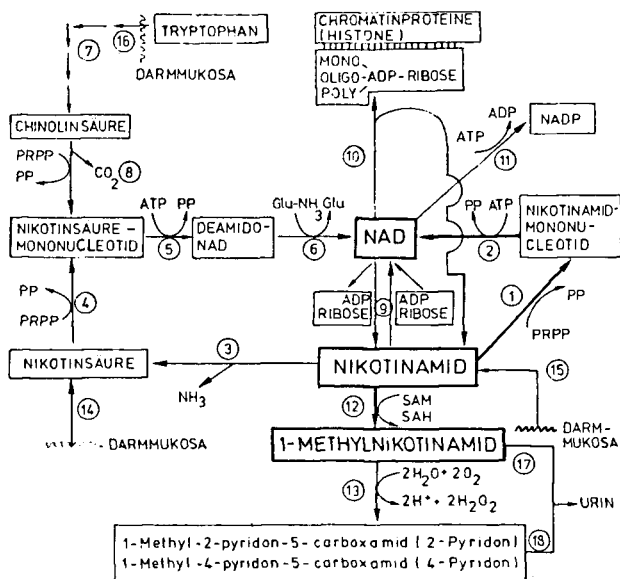 CHROMATINPROTEINE
(HISTONE)
MONO
OLIGO-ADP-RIBOSE
POLY
TRYPTOPHAN
16
7
DARMMUKOSA
CHINOLINSÄURE
PRPP
PP
CO2 8
10
ATP ADP
11
NADP
NIKOTINSÄURE-
MONONUCLEOTID
ATP PP
5
DEAMIDO-
NAD
Glu-NH3 Glu
6
NAD
PP ATP
2
NIKOTINAMID-
MONONU-
CLEOTID
PP
4
PRPP
ADP
RIBOSE
9
ADP
RIBOSE
1
PP
PRPP
NIKOTINSÄURE
3
NH3
NIKOTINAMID
15
14
DARMMUKOSA
12
SAM
SAH
DARM-
MUKOSA
1-METHYLNIKOTINAMID
17
13
2H2O+2O2
2H+ + 2H2O2
URIN
1-Methyl-2-pyridon-5-carboxamid (2-Pyridon)
1-Methyl-4-pyridon-5-carboxamid (4-Pyridon)
18